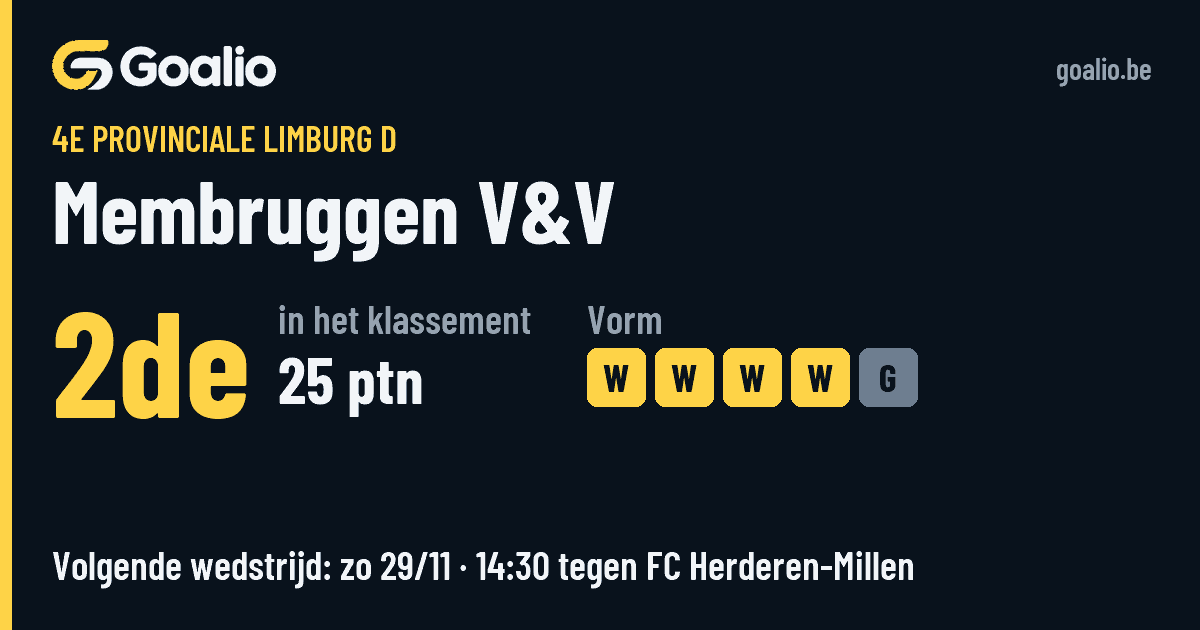 Goalio
goalio.be
4E PROVINCIALE LIMBURG D
Membruggen V&V
2de
in het klassement
25 ptn
Vorm
W W W W G
Volgende wedstrijd: zo 29/11 · 14:30 tegen FC Herderen-Millen